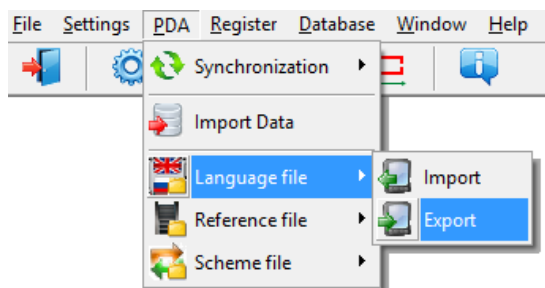 File Settings PDA Register Database Window Help
Synchronization
Import Data
Language file
Import
Reference file
Export
Scheme file